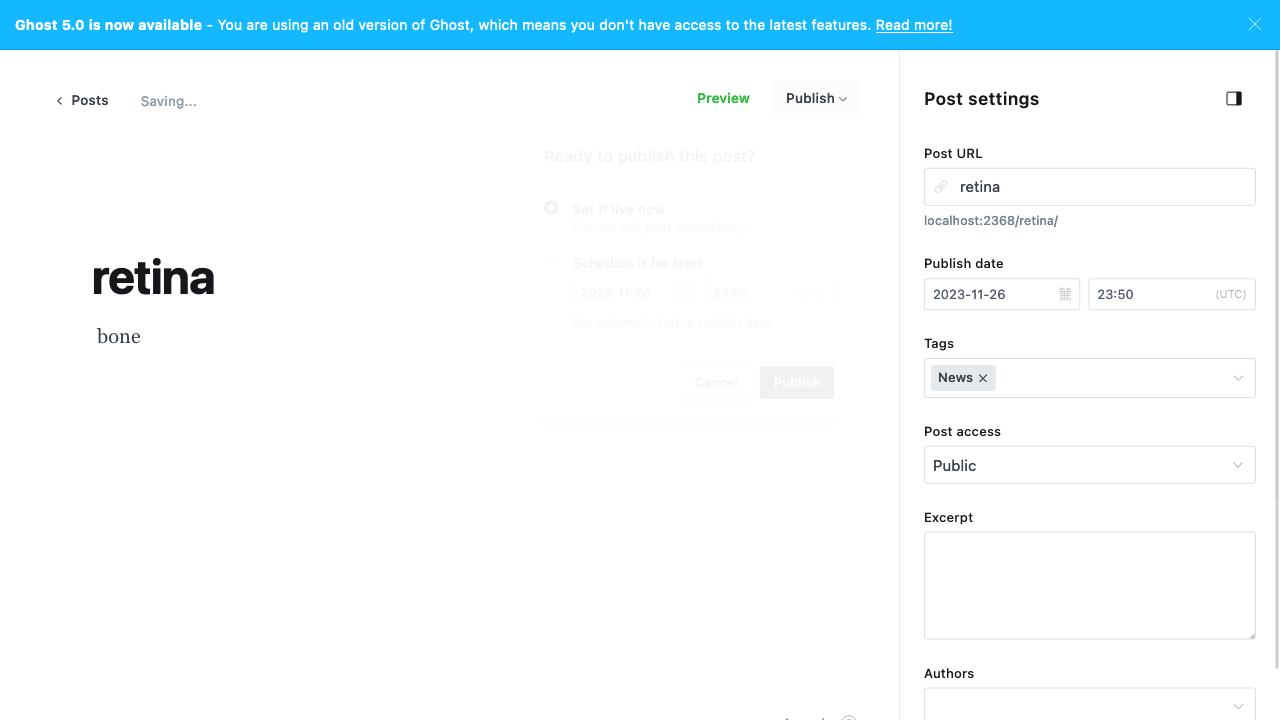 Ghost 5.0 is now available - You are using an old version of Ghost, which means you don't have access to the latest features. Read more!
Posts
Saving...
Preview
Publish
Post settings
Ready to publish this post?
Set it live now
Publish this post immediately
Schedule it for later
2023-11-26
23:50
Set automatic future publish date
Cancel
Publish
retina
bone
Post URL
retina
localhost:2368/retina/
Publish date
2023-11-26
23:50
(UTC)
Tags
News
Post access
Public
Excerpt
Authors